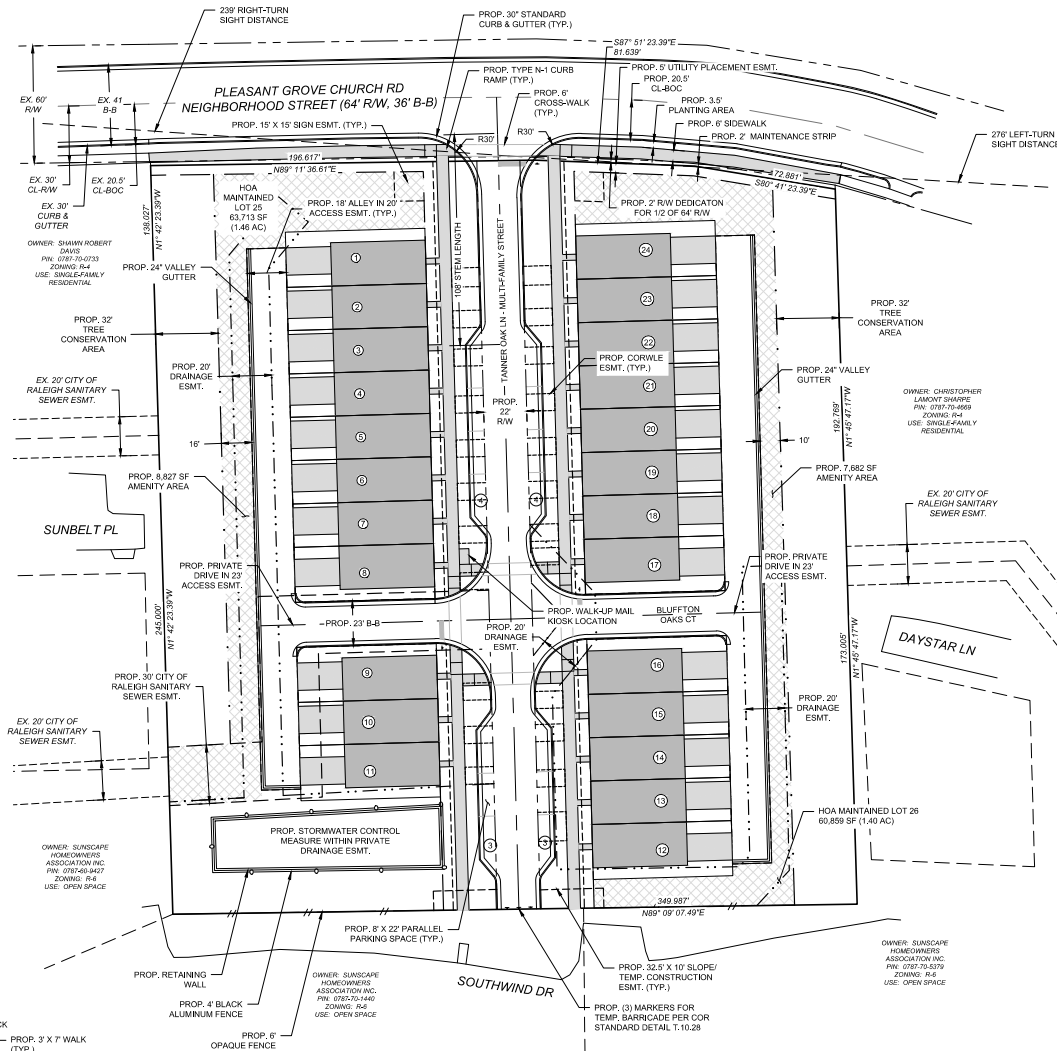 239' RIGHT-TURN
SIGHT DISTANCE
PROP. 30" STANDARD
CURB & GUTTER (TYP.)
S87° 51' 23.39"E
81.639'
PROP. TYPE N-1 CURB
RAMP (TYP.)
PROP. 5' UTILITY PLACEMENT ESMT.
PROP. 20.5'
CL-BOC
EX. 60'
R/W
EX. 41
B-B
PLEASANT GROVE CHURCH RD
NEIGHBORHOOD STREET (64' R/W, 36' B-B)
PROP. 6'
CROSS-WALK
(TYP.)
PROP. 3.5'
PLANTING AREA
PROP. 6' SIDEWALK
PROP. 2' MAINTENANCE STRIP
PROP. 15' X 15' SIGN ESMT. (TYP.)
R30'
R30'
276' LEFT-TURN
SIGHT DISTANCE
196.617'
N89° 11' 36.61"E
172.881'
S80° 41' 23.39"E
EX. 30'
CL-R/W
EX. 20.5'
CL-BOC
EX. 30'
CURB &
GUTTER
138.027'
N1° 42' 23.39"W
HOA
MAINTAINED
LOT 25
63,713 SF
(1.46 AC)
PROP. 18' ALLEY IN 20'
ACCESS ESMT. (TYP.)
PROP. 2' R/W DEDICATON
FOR 1/2 OF 64' R/W
OWNER: SHAWN ROBERT
DAVIS
PIN: 0787-70-0733
ZONING: R-4
USE: SINGLE-FAMILY
RESIDENTIAL
108' STEM LENGTH
TANNER OAK LN - MULTI-FAMILY STREET
PROP. 24" VALLEY
GUTTER
1
2
3
4
5
6
7
8
24
23
22
21
20
19
18
17
PROP. 32'
TREE
CONSERVATION
AREA
PROP. 32'
TREE
CONSERVATION
AREA
PROP. 20'
DRAINAGE
ESMT.
PROP. CORWLE
ESMT. (TYP.)
PROP. 24" VALLEY
GUTTER
EX. 20' CITY OF
RALEIGH SANITARY
SEWER ESMT.
PROP.
22'
R/W
OWNER: CHRISTOPHER
LAMONT SHARPE
PIN: 0787-70-4669
ZONING: R-4
USE: SINGLE-FAMILY
RESIDENTIAL
192.769'
N1° 45' 47.17"W
16'
10'
PROP. 8,827 SF
AMENITY AREA
PROP. 7,682 SF
AMENITY AREA
4
4
EX. 20' CITY OF
RALEIGH SANITARY
SEWER ESMT.
SUNBELT PL
PROP. PRIVATE
DRIVE IN 23'
ACCESS ESMT.
PROP. PRIVATE
DRIVE IN 23'
ACCESS ESMT.
PROP. WALK-UP MAIL
KIOSK LOCATION
BLUFFTON
OAKS CT
PROP. 23' B-B
PROP. 20'
DRAINAGE
ESMT.
245.000'
N1° 42' 23.39"W
173.005'
N1° 45' 47.17"W
DAYSTAR LN
PROP. 30' CITY OF
RALEIGH SANITARY
SEWER ESMT.
9
10
11
16
15
14
13
12
PROP. 20'
DRAINAGE
ESMT.
EX. 20' CITY OF
RALEIGH SANITARY
SEWER ESMT.
HOA MAINTAINED LOT 26
60,859 SF (1.40 AC)
PROP. STORMWATER CONTROL
MEASURE WITHIN PRIVATE
DRAINAGE ESMT.
3
3
OWNER: SUNSCAPE
HOMEOWNERS
ASSOCIATION INC.
PIN: 0787-60-9427
ZONING: R-6
USE: OPEN SPACE
349.987'
N89° 09' 07.49"E
PROP. 8' X 22' PARALLEL
PARKING SPACE (TYP.)
PROP. RETAINING
WALL
PROP. 4' BLACK
ALUMINUM FENCE
PROP. 6'
OPAQUE FENCE
OWNER: SUNSCAPE
HOMEOWNERS
ASSOCIATION INC.
PIN: 0787-70-1440
ZONING: R-6
USE: OPEN SPACE
SOUTHWIND DR
PROP. 32.5' X 10' SLOPE/
TEMP. CONSTRUCTION
ESMT. (TYP.)
PROP. (3) MARKERS FOR
TEMP. BARRICADE PER COR
STANDARD DETAIL T.10.28
OWNER: SUNSCAPE
HOMEOWNERS
ASSOCIATION INC.
PIN: 0787-70-5379
ZONING: R-6
USE: OPEN SPACE
CK
PROP. 3' X 7' WALK
(TYP.)